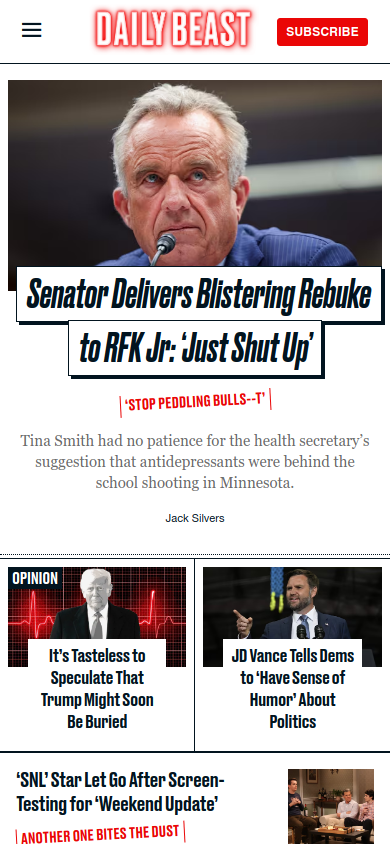 DAILY BEAST
SUBSCRIBE
Senator Delivers Blistering Rebuke
to RFK Jr: ‘Just Shut Up’
‘STOP PEDDLING BULLS--T’
Tina Smith had no patience for the health secretary’s
suggestion that antidepressants were behind the
school shooting in Minnesota.
Jack Silvers
OPINION
It’s Tasteless to
Speculate That
Trump Might Soon
Be Buried
JD Vance Tells Dems
to ‘Have Sense of
Humor’ About
Politics
‘SNL’ Star Let Go After Screen-
Testing for ‘Weekend Update’
ANOTHER ONE BITES THE DUST